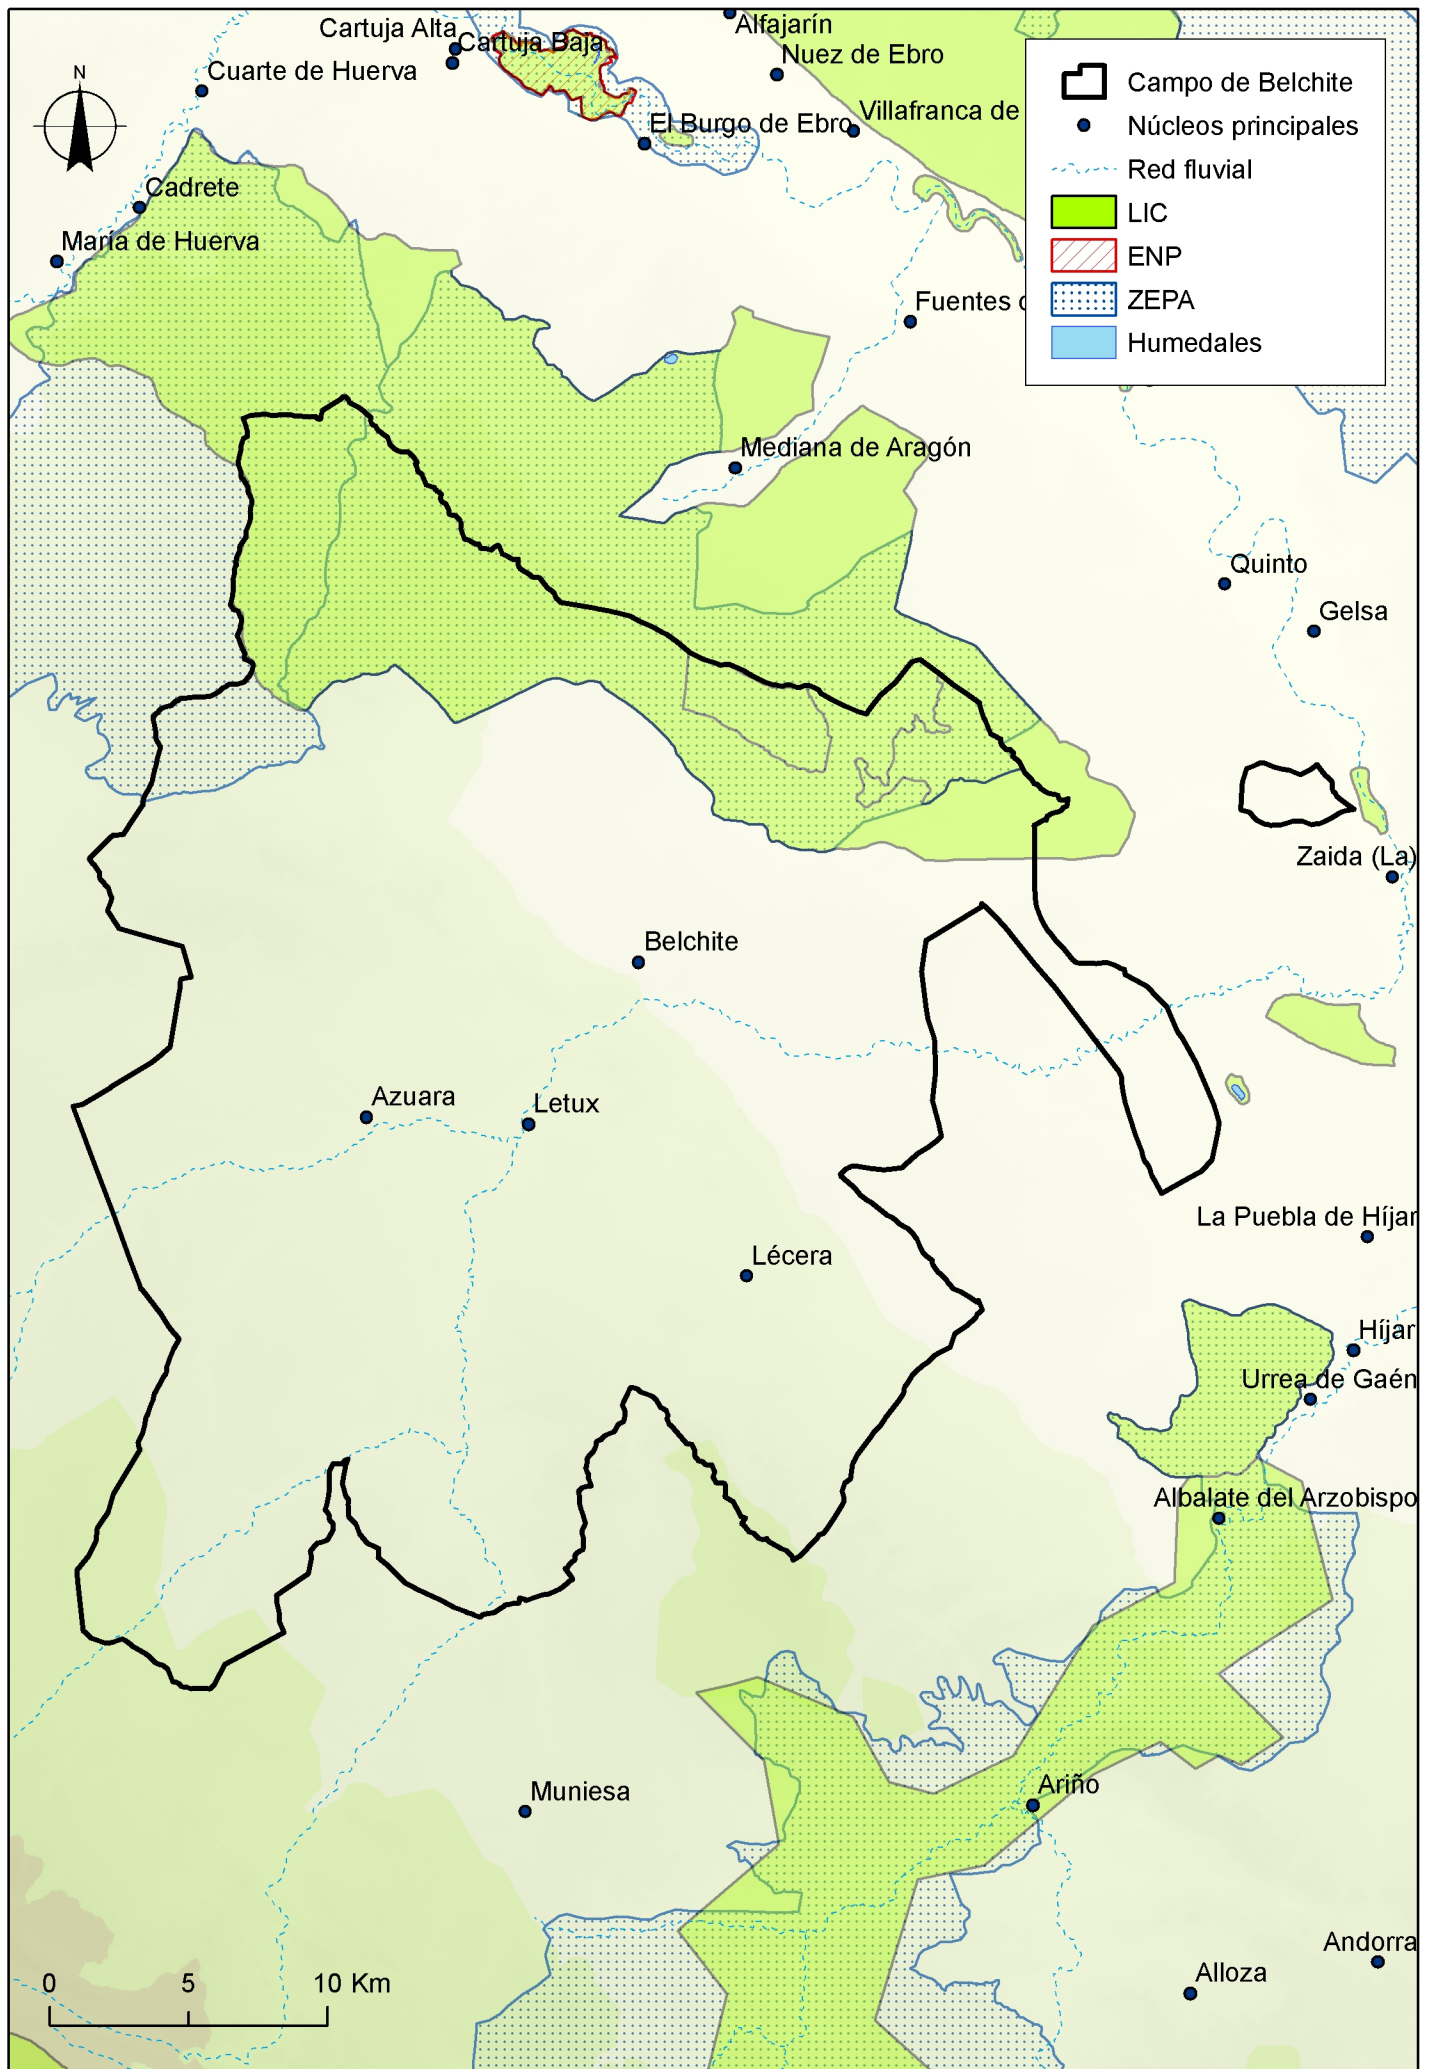 Cartuja Alta
Alfajarín
Cartuja Baja
Nuez de Ebro
Cuarte de Huerva
N
Villafranca de
El Burgo de Ebro
Cadrete
María de Huerva
Fuentes
Campo de Belchite
Núcleos principales
Red fluvial
LIC
ENP
ZEPA
Humedales
Mediana de Aragón
Quinto
Gelsa
Zaida (La)
Belchite
Azuara
Letux
La Puebla de Híjar
Lécera
Híjar
Urrea de Gaén
Albalate del Arzobispo
Ariño
Muniesa
Andorra
Alloza
0 5 10 Km